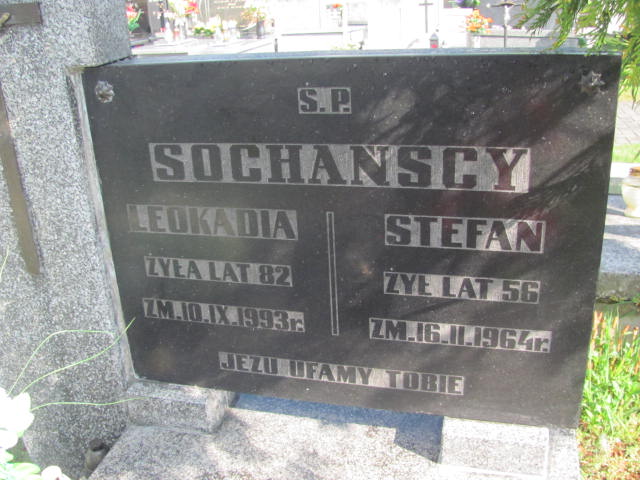 Ś.P.
SOCHAŃSCY
LEOKADIA
ŻYŁA LAT 82
ZM.10.IX.1993r.
STEFAN
ŻYŁ LAT 56
ZM.16.II.1964r.
JEZU UFAMY TOBIE